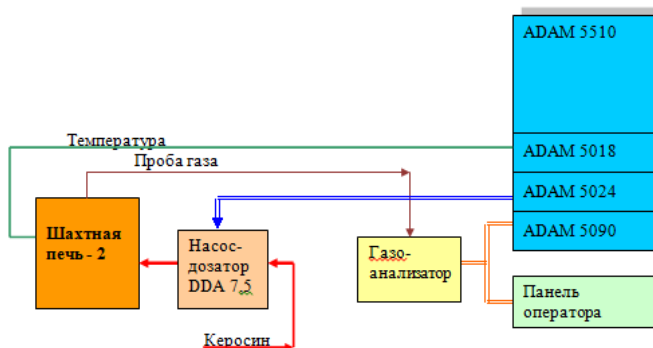 ADAM 5510
Температура
ADAM 5018
Проба газа
ADAM 5024
ADAM 5090
Шахтная
печь - 2
Насос-
дозатор
DDA 7,5
Газо-
анализатор
Панель
оператора
Керосин